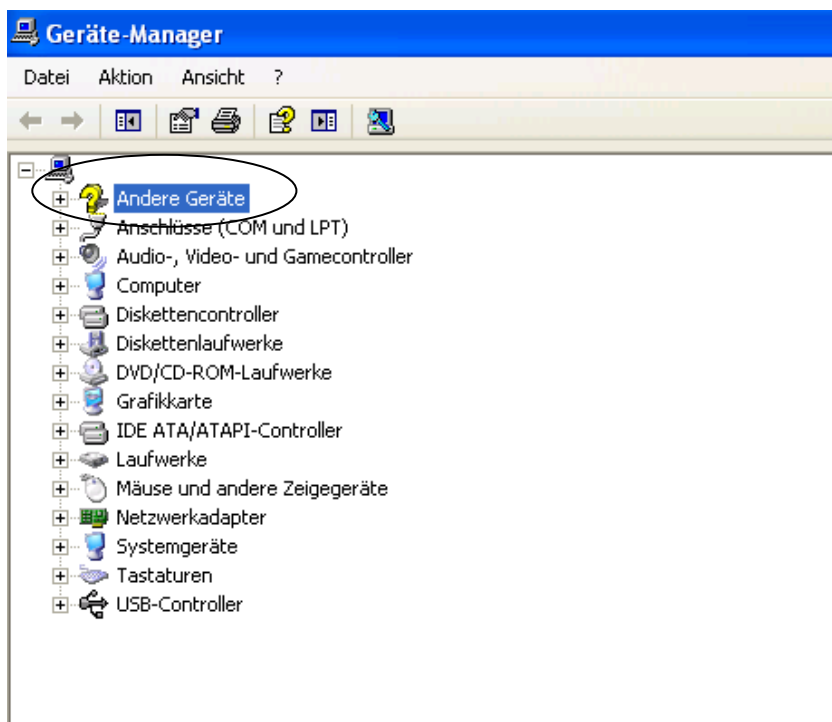 Geräte-Manager
Datei Aktion Ansicht ?
Andere Geräte
Anschlüsse (COM und LPT)
Audio-, Video- und Gamecontroller
Computer
Diskettencontroller
Diskettenlaufwerke
DVD/CD-ROM-Laufwerke
Grafikkarte
IDE ATA/ATAPI-Controller
Laufwerke
Mäuse und andere Zeigegeräte
Netzwerkadapter
Systemgeräte
Tastaturen
USB-Controller